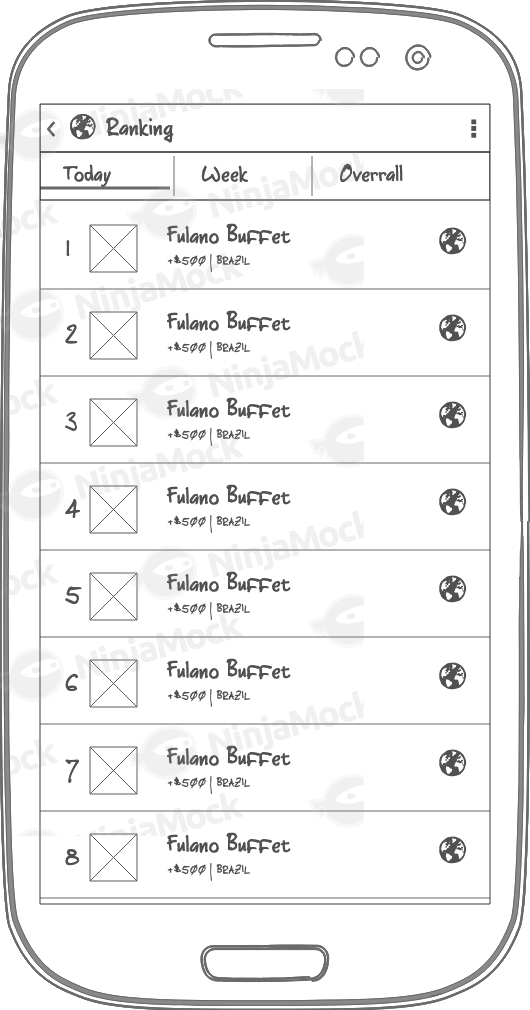 Ranking
Today Week Overrall
1 Fulano Buffet
+$500 | BRAZIL
2 Fulano Buffet
+$500 | BRAZIL
3 Fulano Buffet
+$500 | BRAZIL
4 Fulano Buffet
+$500 | BRAZIL
5 Fulano Buffet
+$500 | BRAZIL
6 Fulano Buffet
+$500 | BRAZIL
7 Fulano Buffet
+$500 | BRAZIL
8 Fulano Buffet
+$500 | BRAZIL
NinjaMock